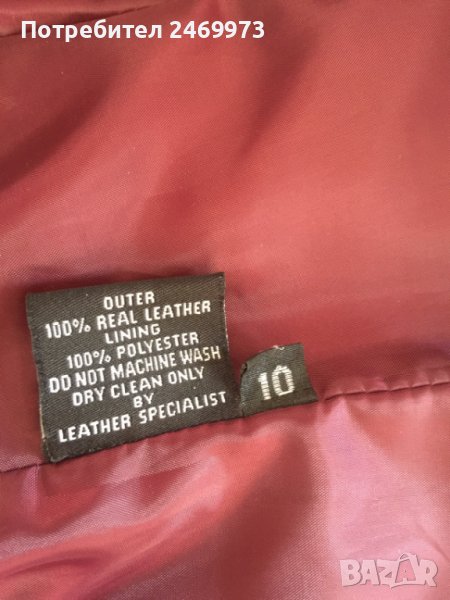 Потребител 2469973
OUTER
100% REAL LEATHER
LINING
100% POLYESTER
DO NOT MACHINE WASH
DRY CLEAN ONLY
BY
LEATHER SPECIALIST
10
BAZAR